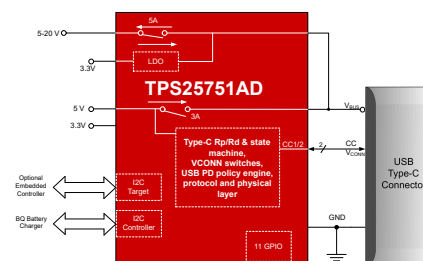 5A
5-20 V
LDO
3.3V
TPS25751AD
5 V
3A
3.3V
VBUS
Type-C Rp/Rd & state
machine,
VCONN switches,
USB PD policy engine,
protocol and physical
layer
CC1/2
2
CC
VCONN
USB
Type-C
Connecto
Optional
Embedded
Controller
I2C
Target
BQ Battery
Charger
I2C
Controller
GND
11 GPIO